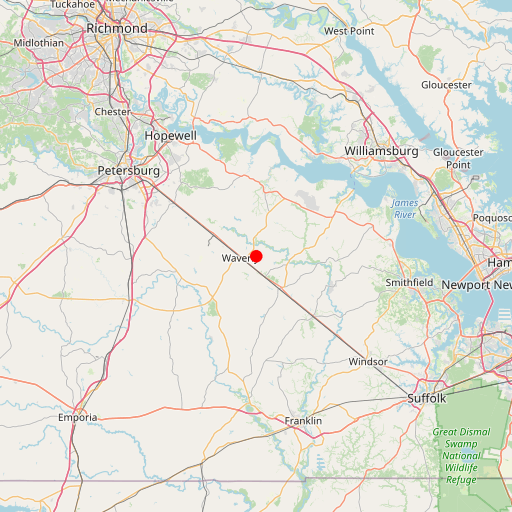 Tuckahoe
Mechanicsville
Richmond
West Point
Midlothian
Gloucester
Chester
Hopewell
Williamsburg
Gloucester
Point
Petersburg
James
River
Poquoso
Waverly
Ham
Smithfield
Newport New
Windsor
Suffolk
Emporia
Franklin
Great Dismal
Swamp
National
Wildlife
Refuge